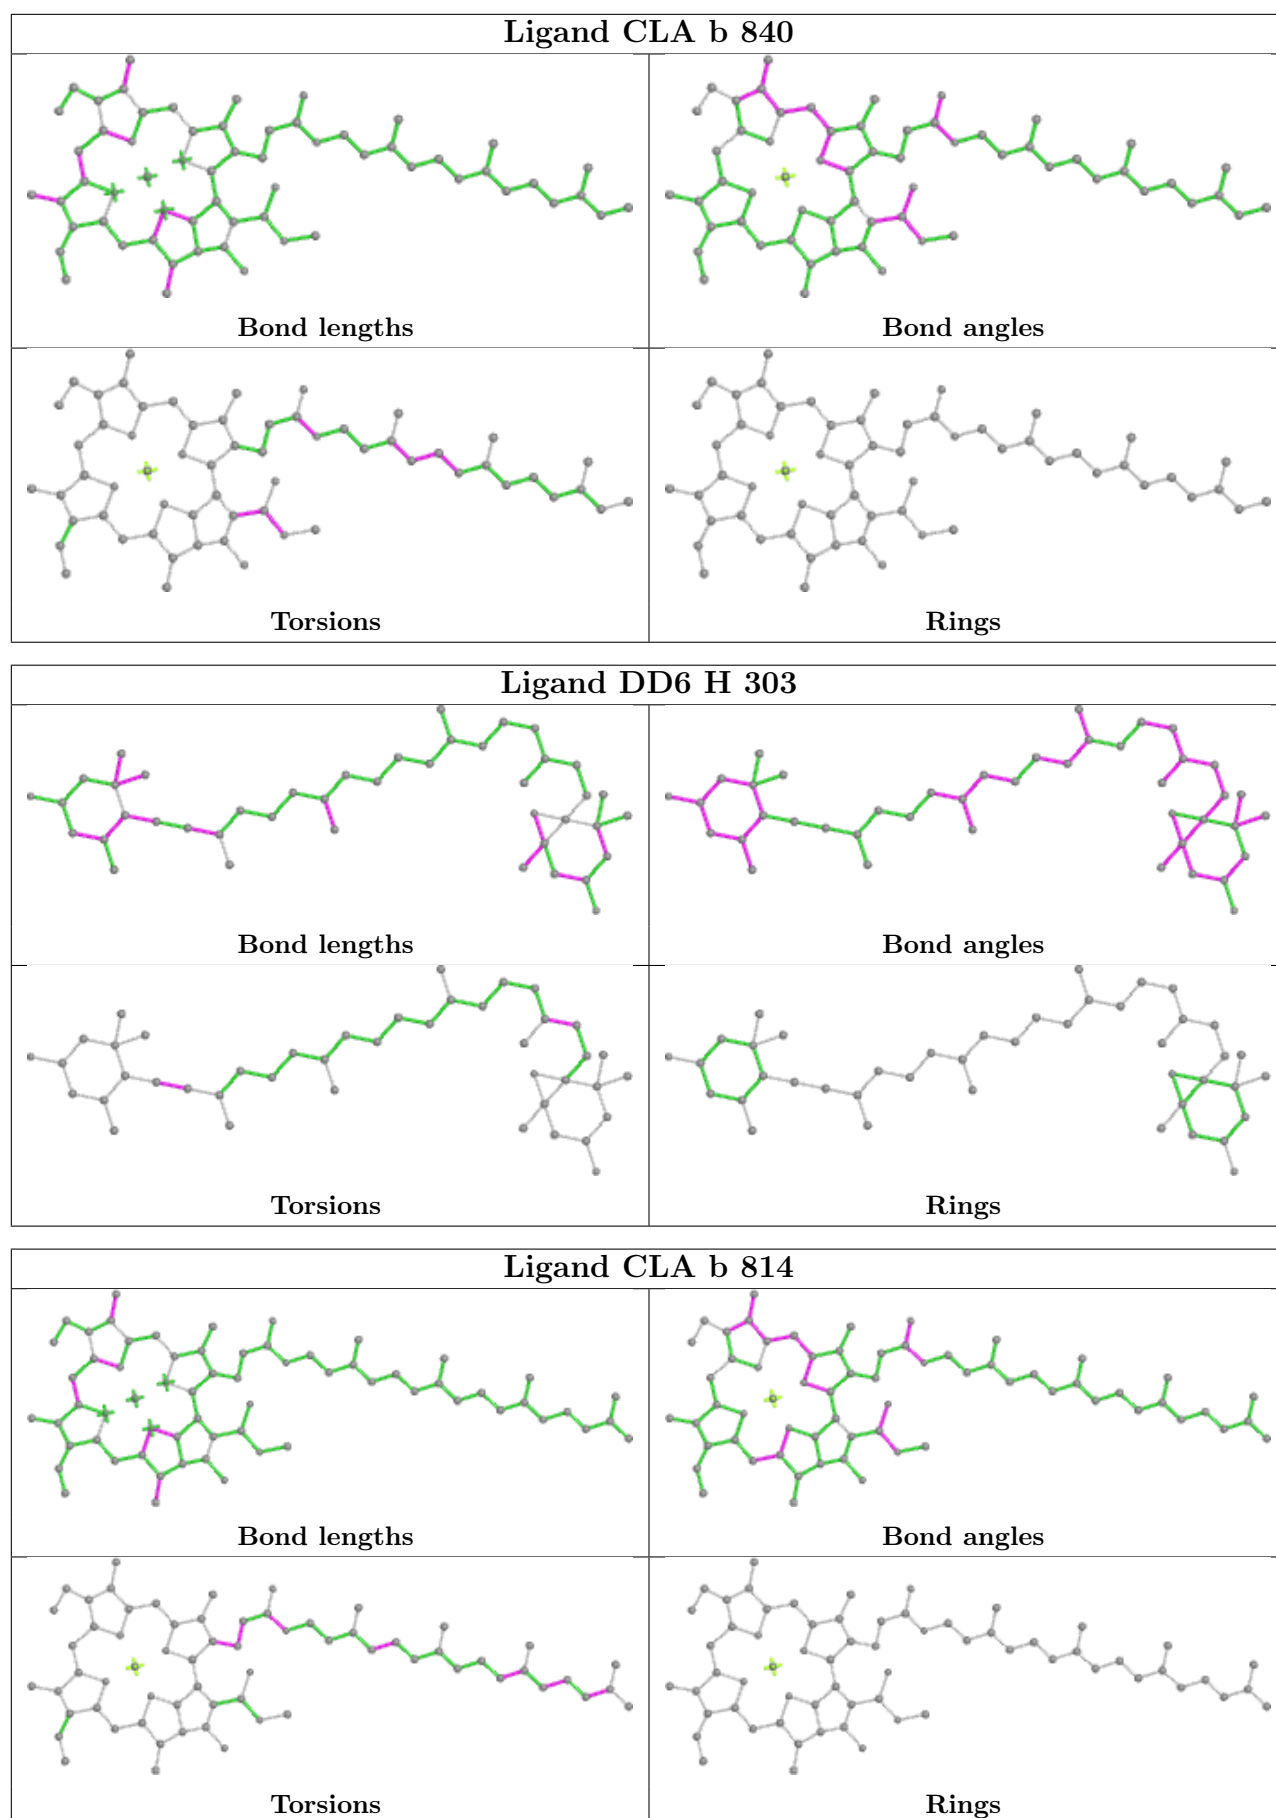 Ligand CLA b 840
Bond lengths
Bond angles
Torsions
Rings
Ligand DD6 H 303
Bond lengths
Bond angles
Torsions
Rings
Ligand CLA b 814
Bond lengths
Bond angles
Torsions
Rings